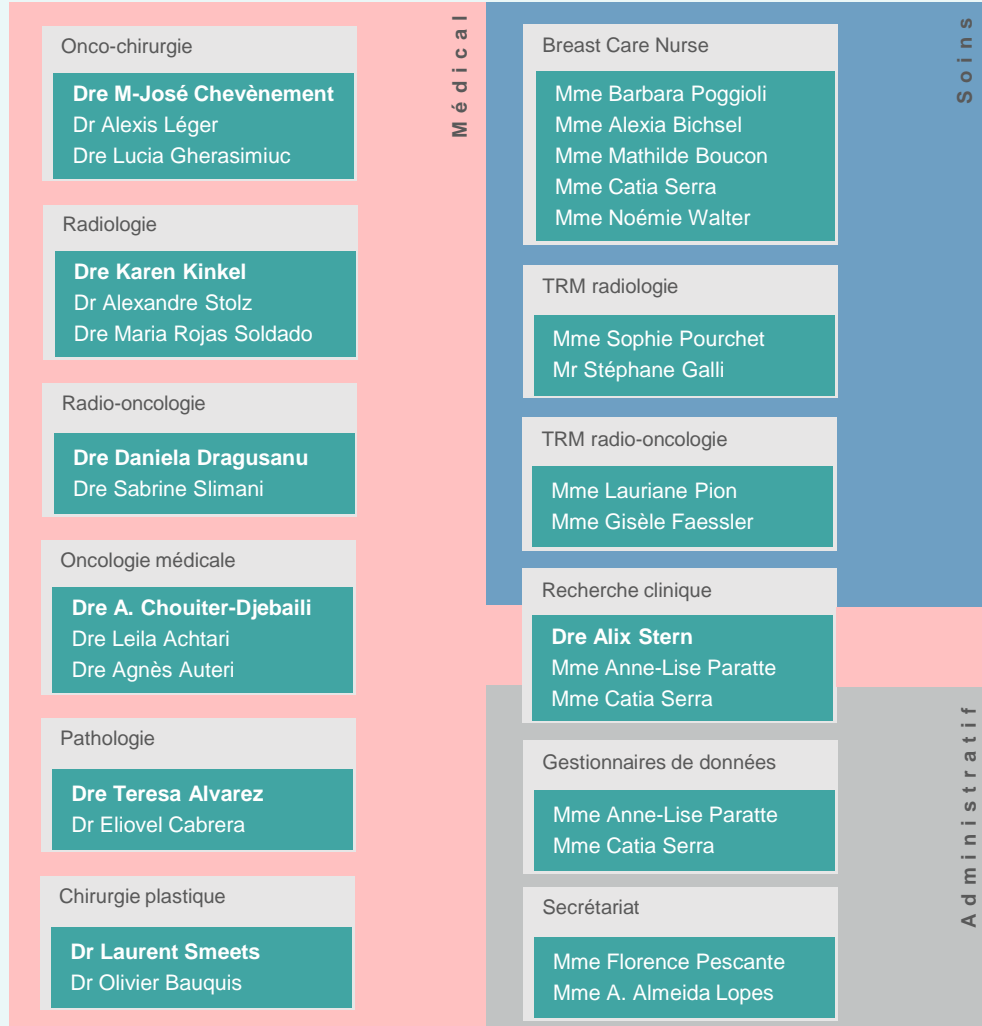 Médical
Onco-chirurgie
Dre M-José Chevènement
Dr Alexis Léger
Dre Lucia Gherasimiuc
Radiologie
Dre Karen Kinkel
Dr Alexandre Stolz
Dre Maria Rojas Soldado
Radio-oncologie
Dre Daniela Dragusanu
Dre Sabrine Slimani
Oncologie médicale
Dre A. Chouiter-Djebaili
Dre Leila Achtari
Dre Agnès Auteri
Pathologie
Dre Teresa Alvarez
Dr Eliovel Cabrera
Chirurgie plastique
Dr Laurent Smeets
Dr Olivier Bauquis
Soins
Breast Care Nurse
Mme Barbara Poggioli
Mme Alexia Bichsel
Mme Mathilde Boucon
Mme Catia Serra
Mme Noémie Walter
TRM radiologie
Mme Sophie Pourchet
Mr Stéphane Galli
TRM radio-oncologie
Mme Lauriane Pion
Mme Gisèle Faessler
Recherche clinique
Dre Alix Stern
Mme Anne-Lise Paratte
Mme Catia Serra
Administratif
Gestionnaires de données
Mme Anne-Lise Paratte
Mme Catia Serra
Secrétariat
Mme Florence Pescante
Mme A. Almeida Lopes